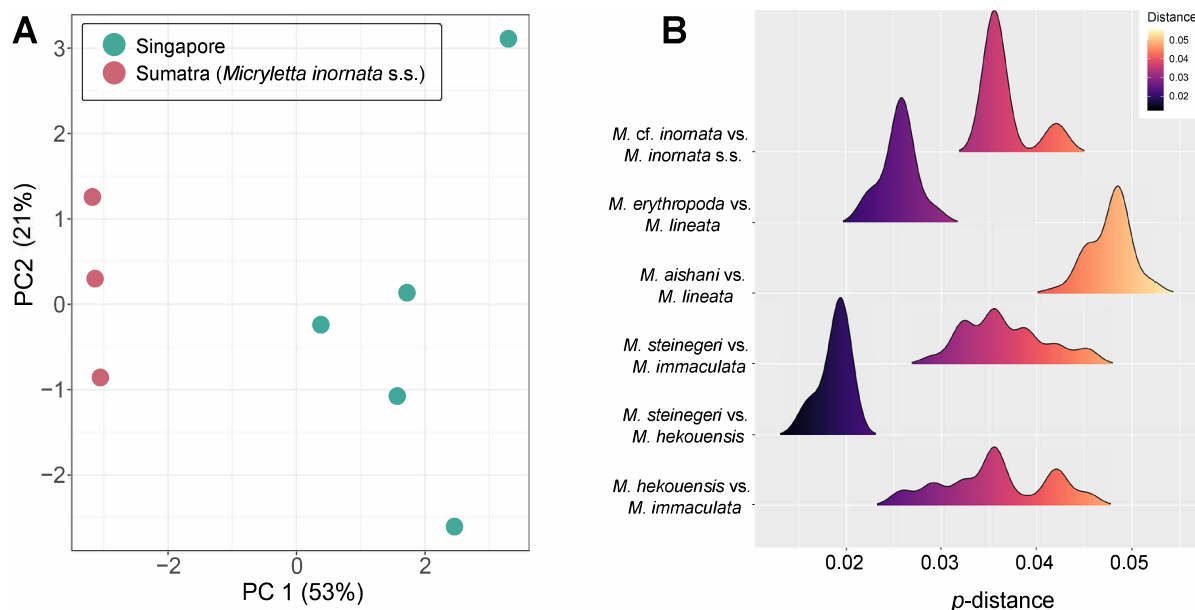 A
Singapore
Sumatra (Micryletta inornata s.s.)
3
2
1
0
−1
−2
PC2 (21%)
−2
0
2
PC 1 (53%)
B
Distance
0.05
0.04
0.03
0.02
M. cf. inornata vs.
M. inornata s.s.
M. erythropoda vs.
M. lineata
M. aishani vs.
M. lineata
M. steinegeri vs.
M. immaculata
M. steinegeri vs.
M. hekouensis
M. hekouensis vs.
M. immaculata
0.02
0.03
0.04
0.05
p-distance